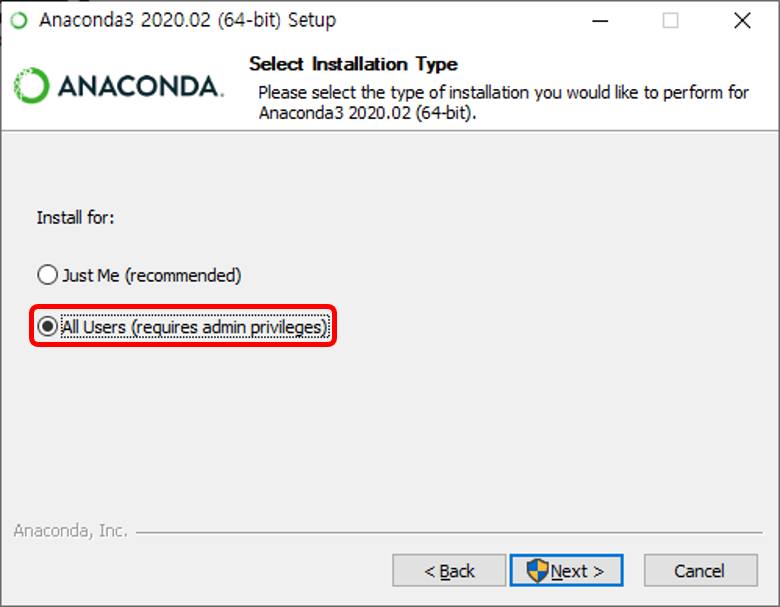 Anaconda3 2020.02 (64-bit) Setup
ANACONDA.
Select Installation Type
Please select the type of installation you would like to perform for
Anaconda3 2020.02 (64-bit).
Install for:
Just Me (recommended)
All Users (requires admin privileges)
Anaconda, Inc.
< Back
Next >
Cancel